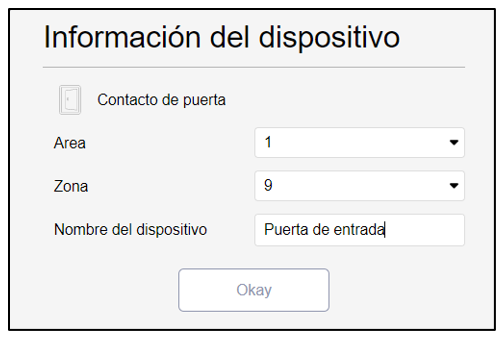 Información del dispositivo
Contacto de puerta
Area 1
Zona 9
Nombre del dispositivo Puerta de entrada
Okay